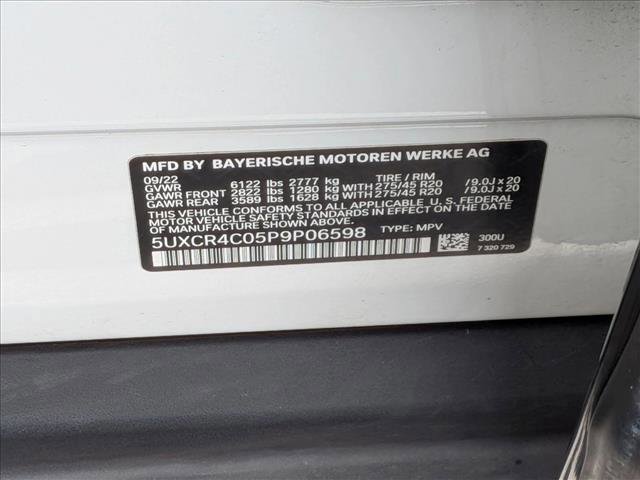 MFD BY BAYERISCHE MOTOREN WERKE AG
09/22 TIRE / RIM
GVWR 6122 lbs 2777 kg
GAWR FRONT 2822 lbs 1280 kg WITH 275/45 R20 / 9.0J x 20
GAWR REAR 3589 lbs 1628 kg WITH 275/45 R20 / 9.0J x 20
THIS VEHICLE CONFORMS TO ALL APPLICABLE U.S. FEDERAL
MOTOR VEHICLE SAFETY STANDARDS IN EFFECT ON THE DATE
OF MANUFACTURE SHOWN ABOVE.
5UXCR4C05P9P06598 TYPE: MPV
300U
7 320 729